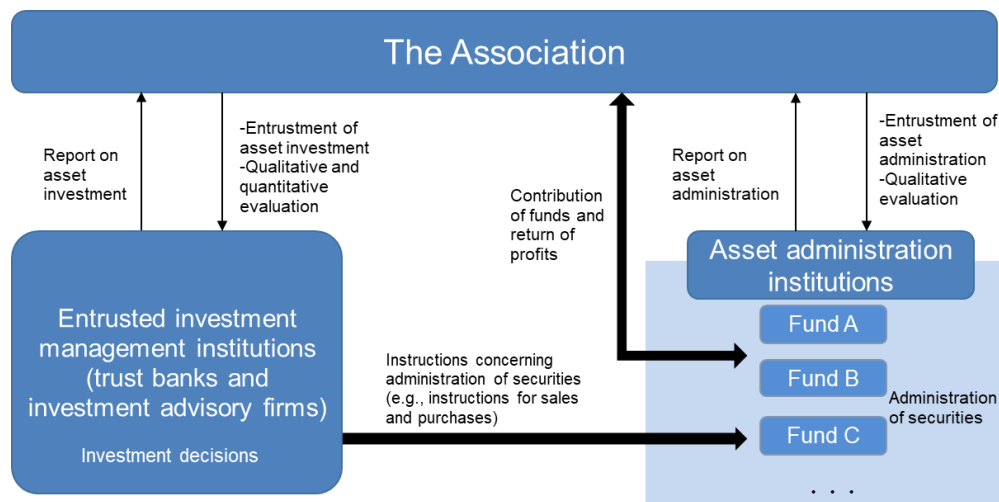 The Association
Report on
asset
investment
-Entrustment of
asset investment
-Qualitative and
quantitative
evaluation
Contribution
of funds and
return of
profits
Report on
asset
administration
-Entrustment of
asset
administration
-Qualitative
evaluation
Entrusted investment
management institutions
(trust banks and
investment advisory firms)
Investment decisions
Instructions concerning
administration of securities
(e.g., instructions for sales
and purchases)
Asset administration
institutions
Fund A
Fund B
Fund C
Administration
of securities
. . .